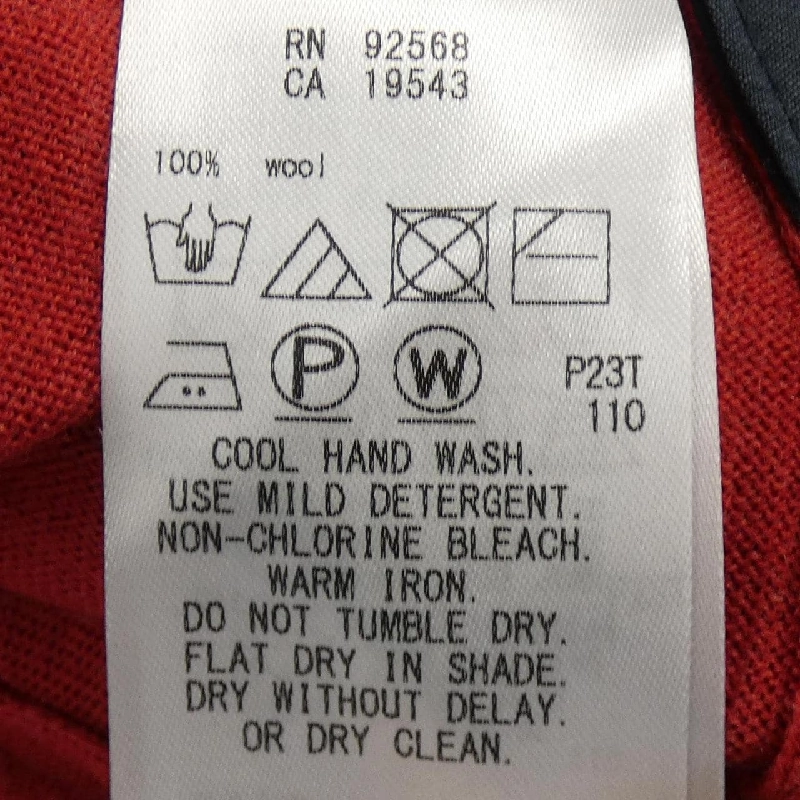 RN 92568
CA 19543
100% wool
P W
P23T
110
COOL HAND WASH.
USE MILD DETERGENT.
NON-CHLORINE BLEACH.
WARM IRON.
DO NOT TUMBLE DRY.
FLAT DRY IN SHADE.
DRY WITHOUT DELAY.
OR DRY CLEAN.